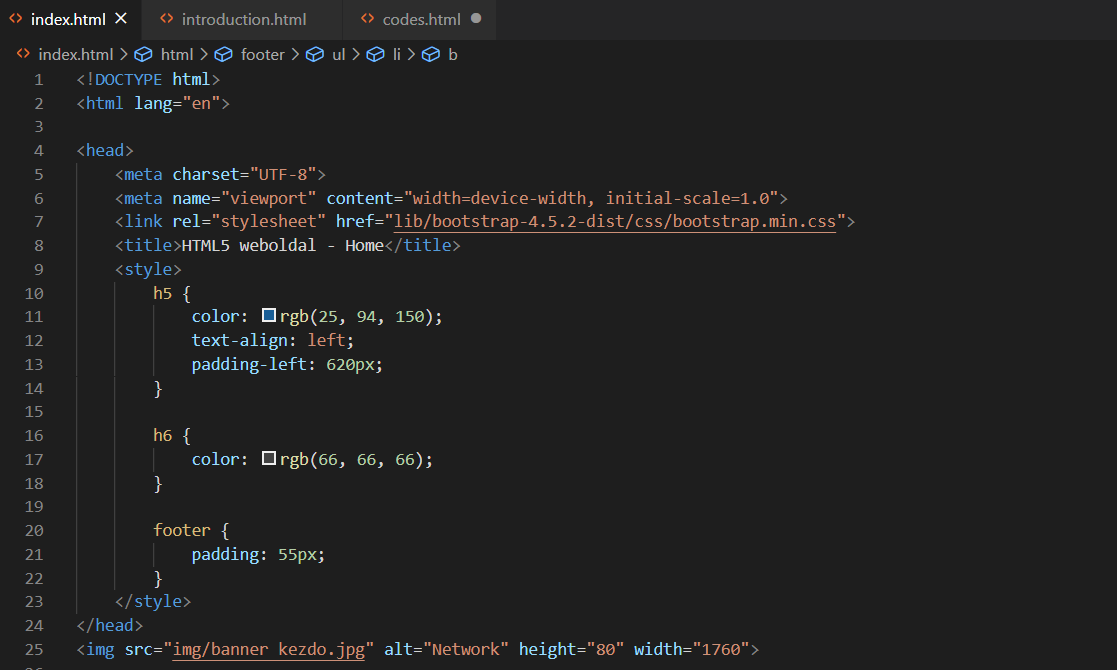 index.html × introduction.html codes.html
index.html > html > footer > ul > li > b
1 <!DOCTYPE html>
2 <html lang="en">
3
4 <head>
5 <meta charset="UTF-8">
6 <meta name="viewport" content="width=device-width, initial-scale=1.0">
7 <link rel="stylesheet" href="lib/bootstrap-4.5.2-dist/css/bootstrap.min.css">
8 <title>HTML5 weboldal - Home</title>
9 <style>
10 h5 {
11 color: rgb(25, 94, 150);
12 text-align: left;
13 padding-left: 620px;
14 }
15
16 h6 {
17 color: rgb(66, 66, 66);
18 }
19
20 footer {
21 padding: 55px;
22 }
23 </style>
24 </head>
25 <img src="img/banner_kezdo.jpg" alt="Network" height="80" width="1760">